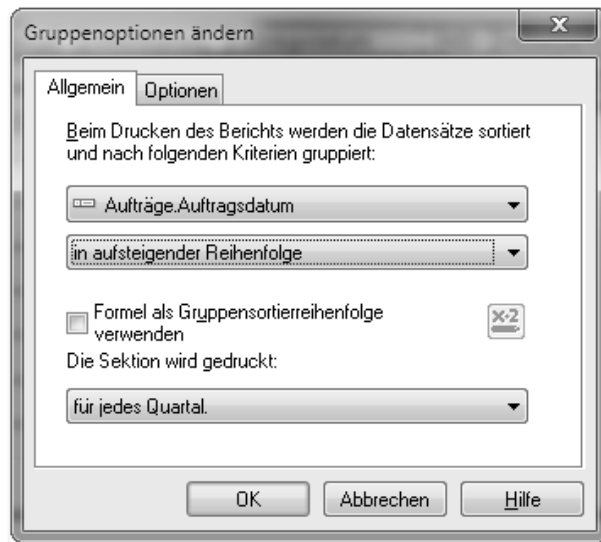 Gruppenoptionen ändern
X
Allgemein
Optionen
Beim Drucken des Berichts werden die Datensätze sortiert
und nach folgenden Kriterien gruppiert:
Aufträge.Auftragsdatum
in aufsteigender Reihenfolge
Formel als Gruppensortierreihenfolge
verwenden
x·2
Die Sektion wird gedruckt:
für jedes Quartal.
OK
Abbrechen
Hilfe